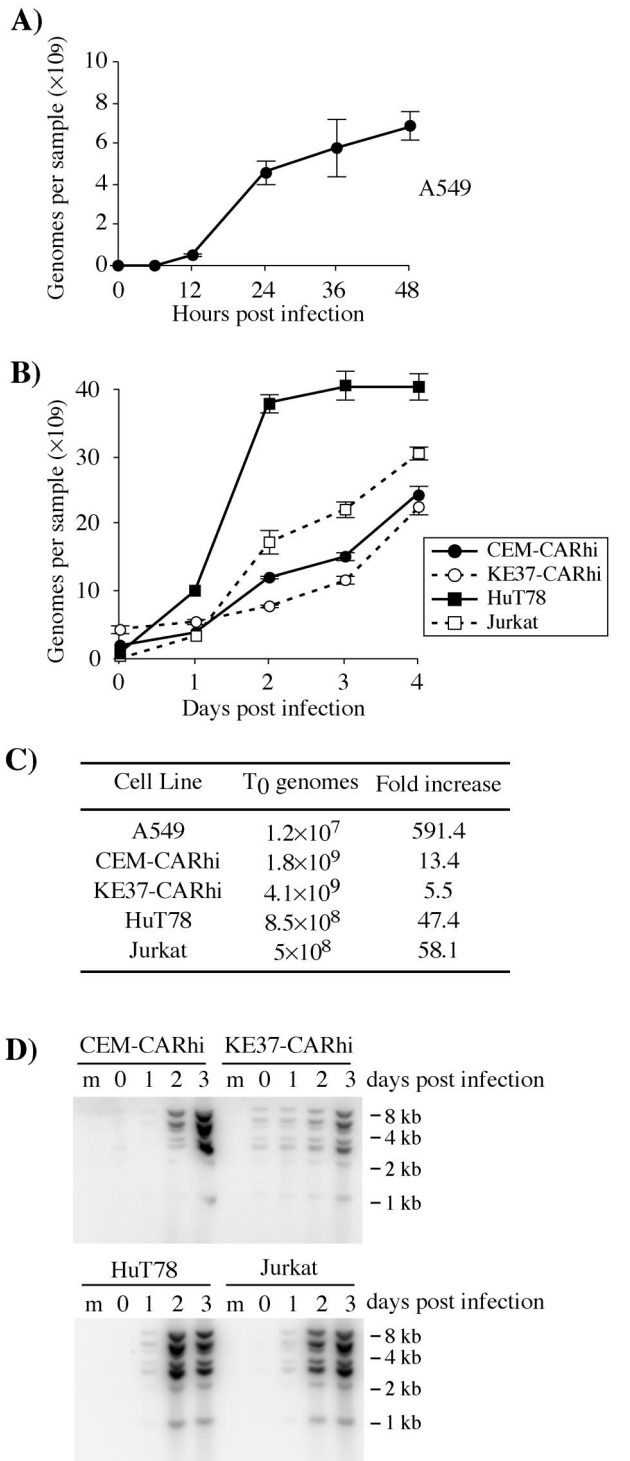 A)
Genomes per sample (×10₉)
10
8
6
4
2
0
0 12 24 36 48
Hours post infection
A549
B)
Genomes per sample (×10₉)
40
30
20
10
0
0 1 2 3 4
Days post infection
CEM-CARhi
KE37-CARhi
HuT78
Jurkat
C)
Cell Line T₀ genomes Fold increase
A549 1.2×10⁷ 591.4
CEM-CARhi 1.8×10⁹ 13.4
KE37-CARhi 4.1×10⁹ 5.5
HuT78 8.5×10⁸ 47.4
Jurkat 5×10⁸ 58.1
D)
CEM-CARhi KE37-CARhi
m 0 1 2 3 m 0 1 2 3 days post infection
8 kb
4 kb
2 kb
1 kb
HuT78 Jurkat
m 0 1 2 3 m 0 1 2 3 days post infection
8 kb
4 kb
2 kb
1 kb